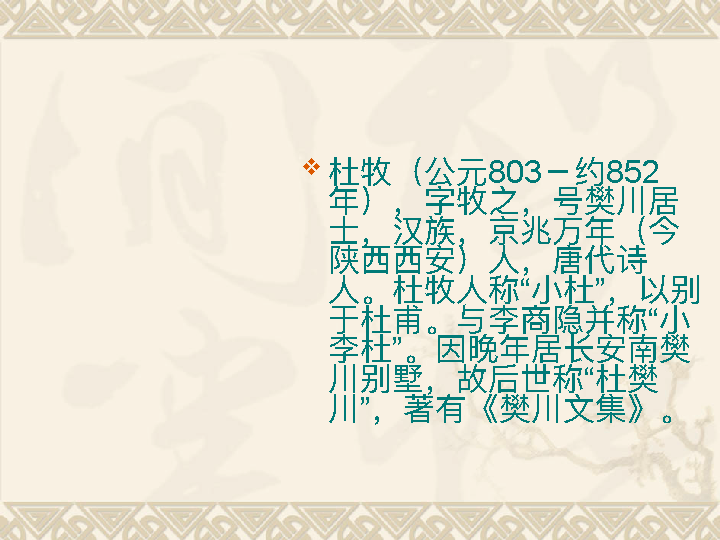 杜牧（公元803－约852
年），字牧之，号樊川居
士，汉族，京兆万年（今
陕西西安）人，唐代诗
人。杜牧人称“小杜”，以别
于杜甫。与李商隐并称“小
李杜”。因晚年居长安南樊
川别墅，故后世称“杜樊
川”，著有《樊川文集》。